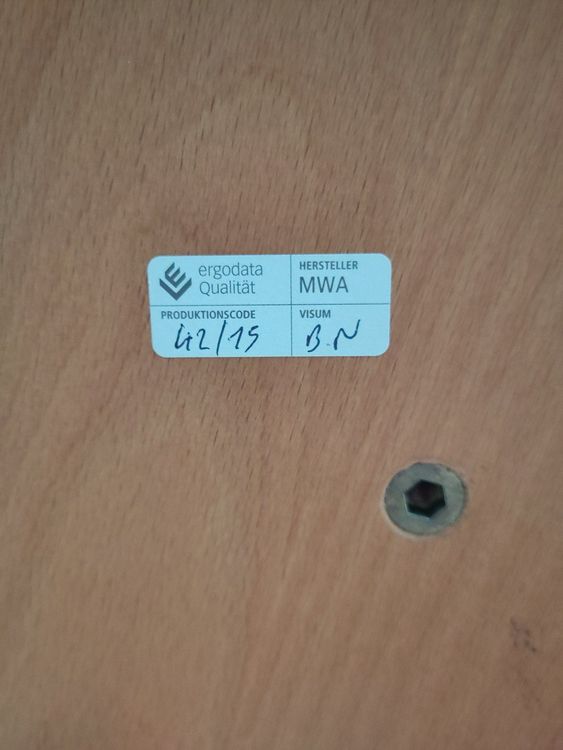 ergodata
Qualität
HERSTELLER
MWA
PRODUKTIONSCODE
42/15
VISUM
B.N